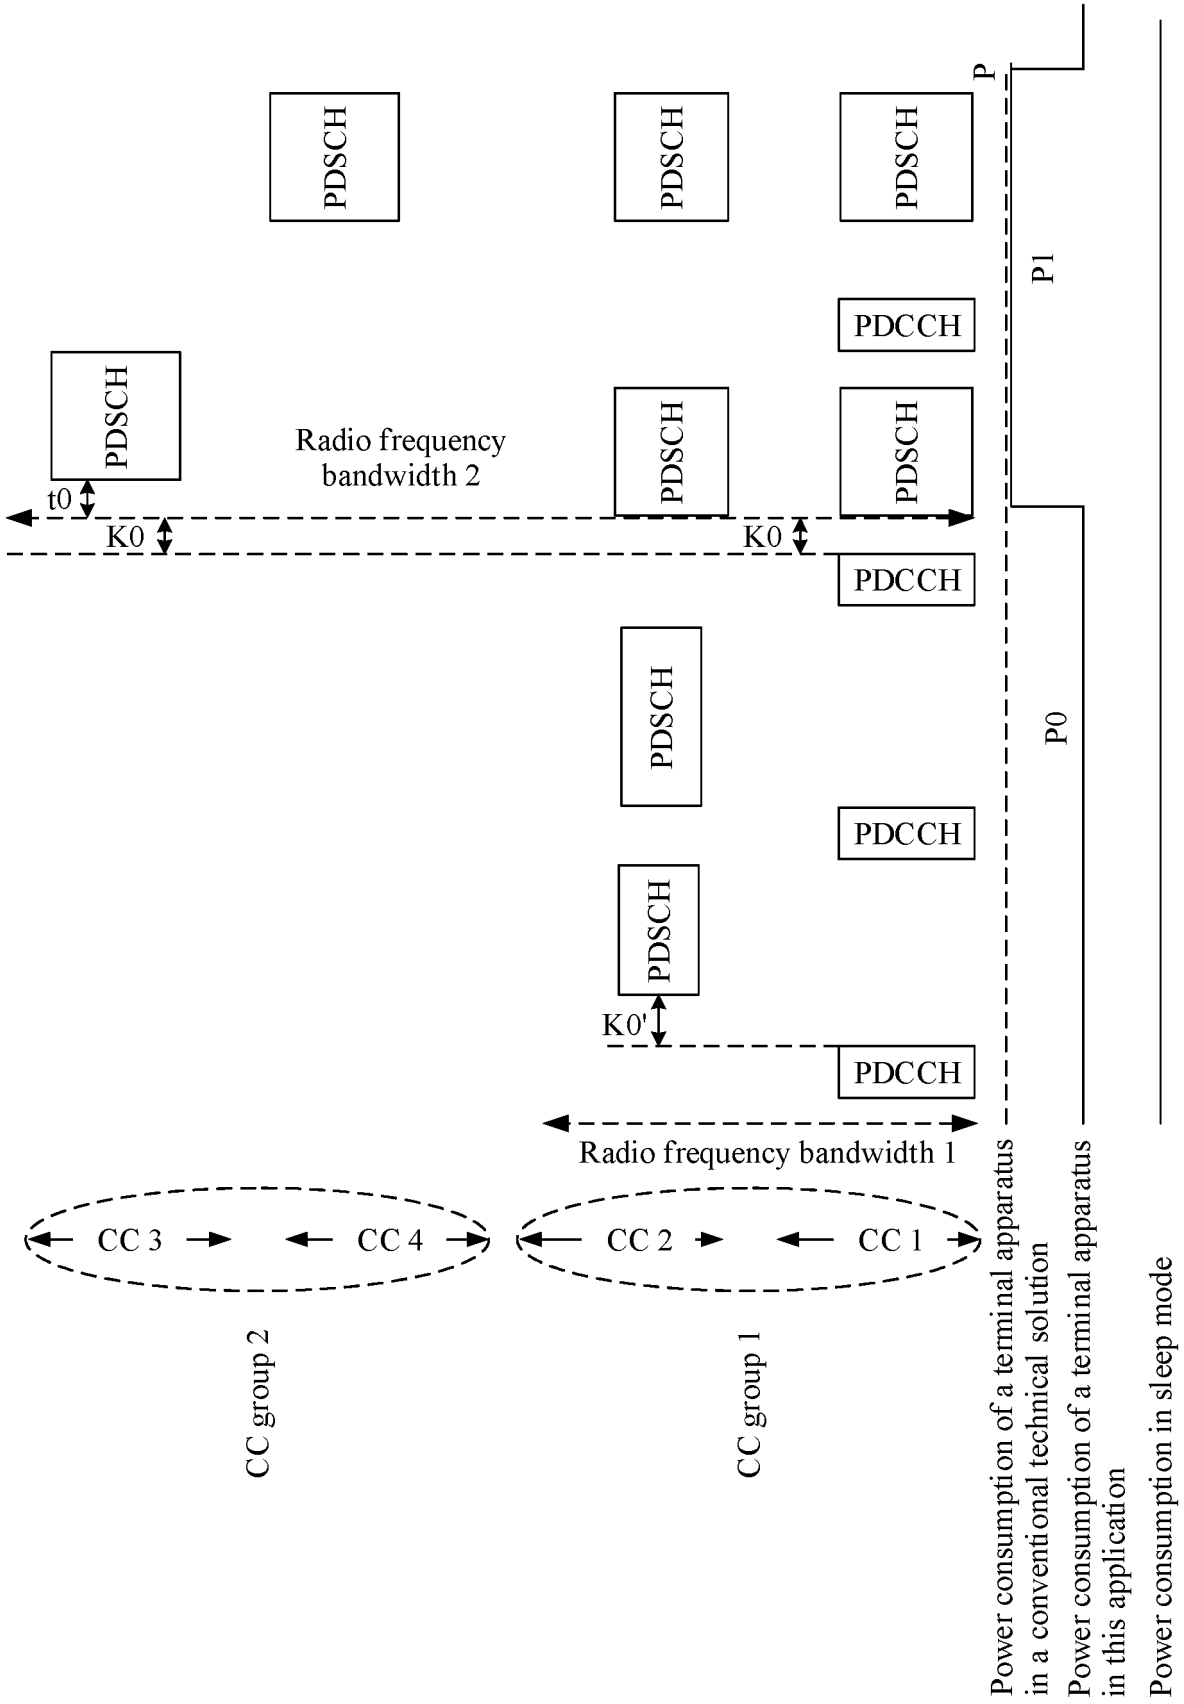 P
PDSCH
PDSCH
PDSCH
P1
PDCCH
PDSCH
Radio frequency
bandwidth 2
PDSCH
PDSCH
t0
K0
K0
PDCCH
PDSCH
P0
PDCCH
PDSCH
K0'
PDCCH
Radio frequency bandwidth 1
CC 3
CC 4
CC 2
CC 1
CC group 2
CC group 1
Power consumption of a terminal apparatus
in a conventional technical solution
Power consumption of a terminal apparatus
in this application
Power consumption in sleep mode